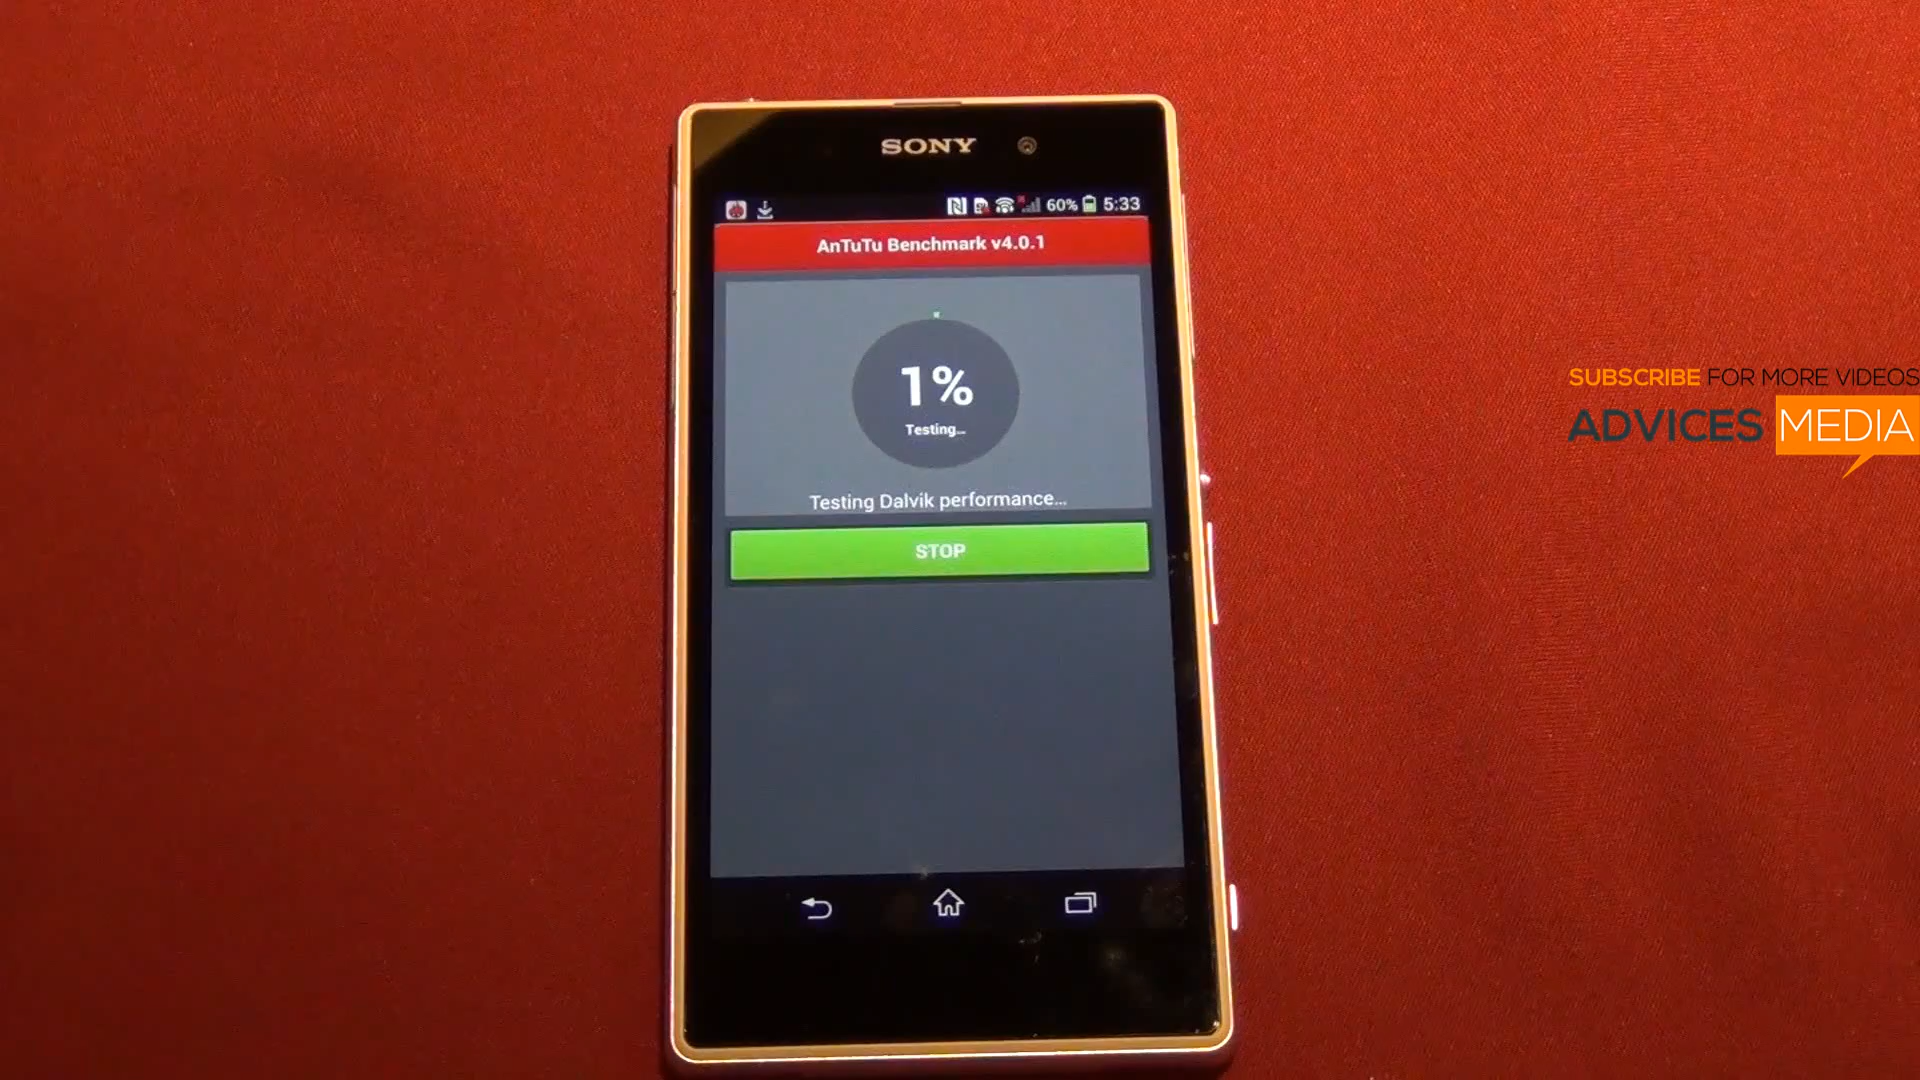 SONY
60% 5:33
AnTuTu Benchmark v4.0.1
1%
Testing...
Testing Dalvik performance...
STOP
SUBSCRIBE FOR MORE VIDEOS
ADVICES MEDIA